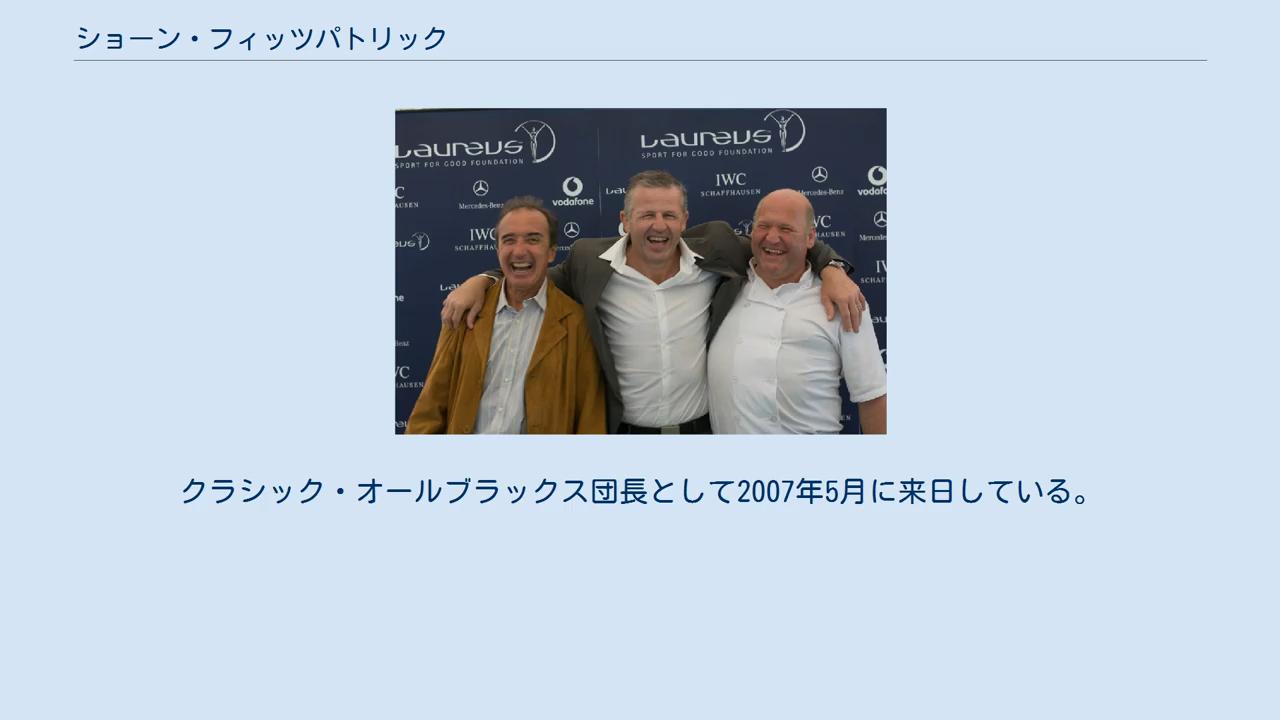 ショーン・フィッツパトリック
Laureus
SPORT FOR GOOD FOUNDATION
Laureus
SPORT FOR GOOD FOUNDATION
IWC
SCHAFFHAUSEN
Mercedes-Benz
vodafone
Mercedes-Benz
IWC
SCHAFFHAUSEN
クラシック・オールブラックス団長として2007年5月に来日している。